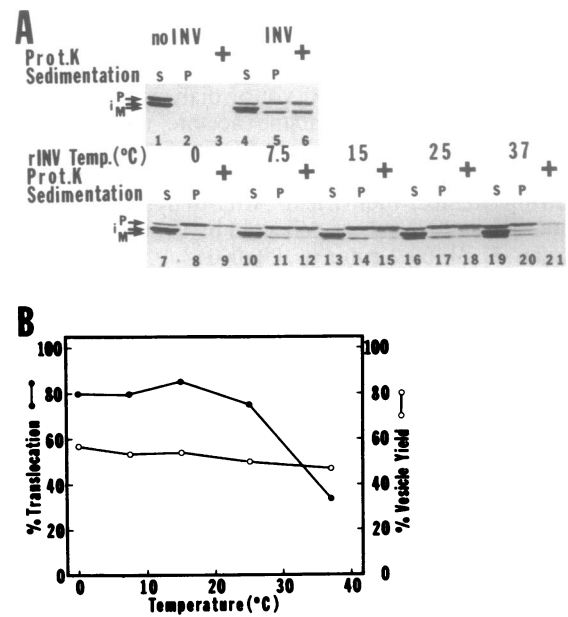 A
no INV INV
Prot.K + +
Sedimentation S P S P
P
i
M
1 2 3 4 5 6
rINV Temp.(°C) 0 7.5 15 25 37
Prot.K + + + + +
Sedimentation S P S P S P S P S P
P
i
M
7 8 9 10 11 12 13 14 15 16 17 18 19 20 21
B
100 100
80 80
60 60
40 40
20 20
0 0
% Translocation
% Vesicle Yield
0 10 20 30 40
Temperature(°C)